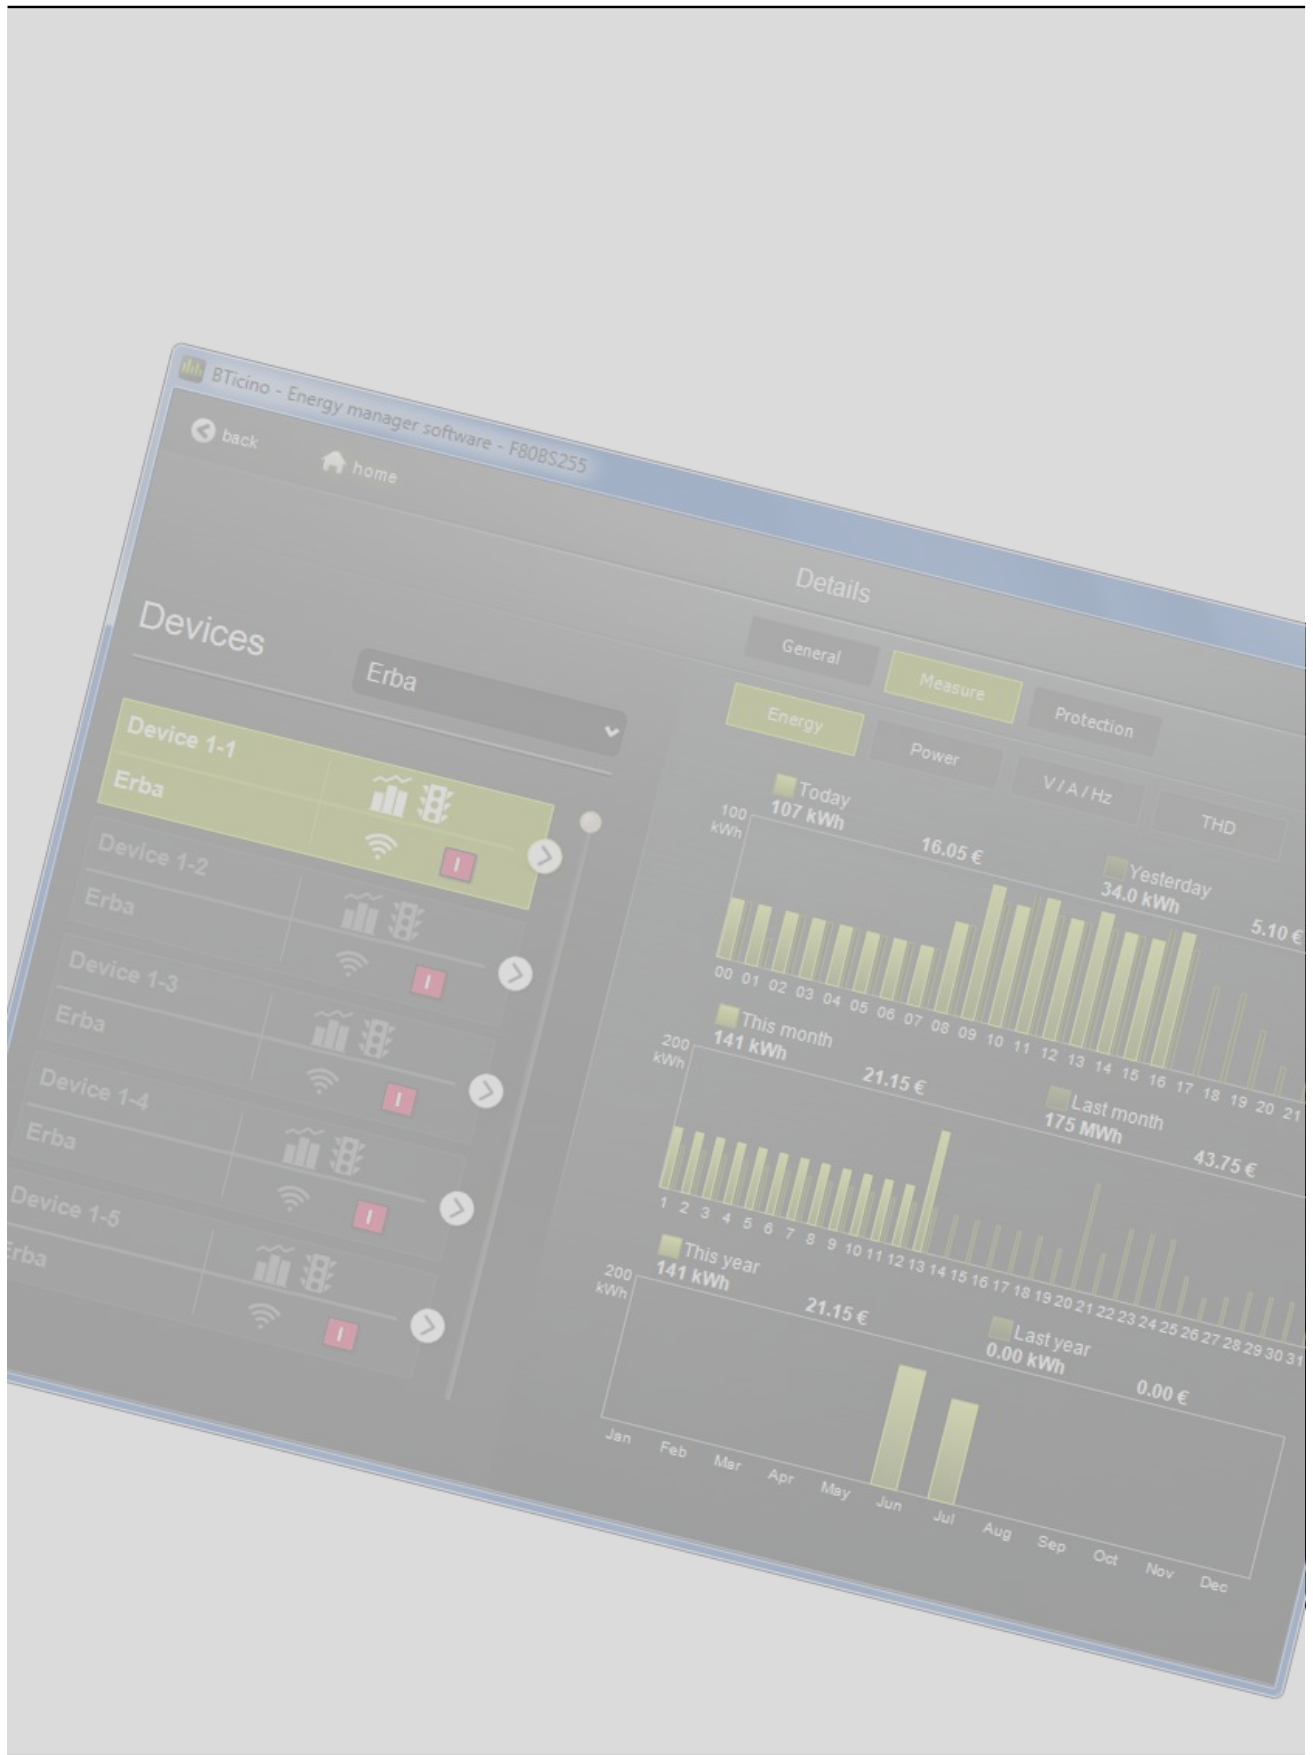 BTicino - Energy manager software - F80BS255
back
home
Details
Devices
Erba
General
Measure
Protection
Energy
Power
V / A / Hz
THD
Device 1-1
Erba
I
Device 1-2
Erba
I
Device 1-3
Erba
I
Device 1-4
Erba
I
Device 1-5
Erba
I
Today
107 kWh
16.05 €
Yesterday
34.0 kWh
5.10 €
100
kWh
00 01 02 03 04 05 06 07 08 09 10 11 12 13 14 15 16 17 18 19 20 21
This month
141 kWh
21.15 €
Last month
175 MWh
43.75 €
200
kWh
1 2 3 4 5 6 7 8 9 10 11 12 13 14 15 16 17 18 19 20 21 22 23 24 25 26 27 28 29 30 31
This year
141 kWh
21.15 €
Last year
0.00 kWh
0.00 €
200
kWh
Jan Feb Mar Apr May Jun Jul Aug Sep Oct Nov Dec